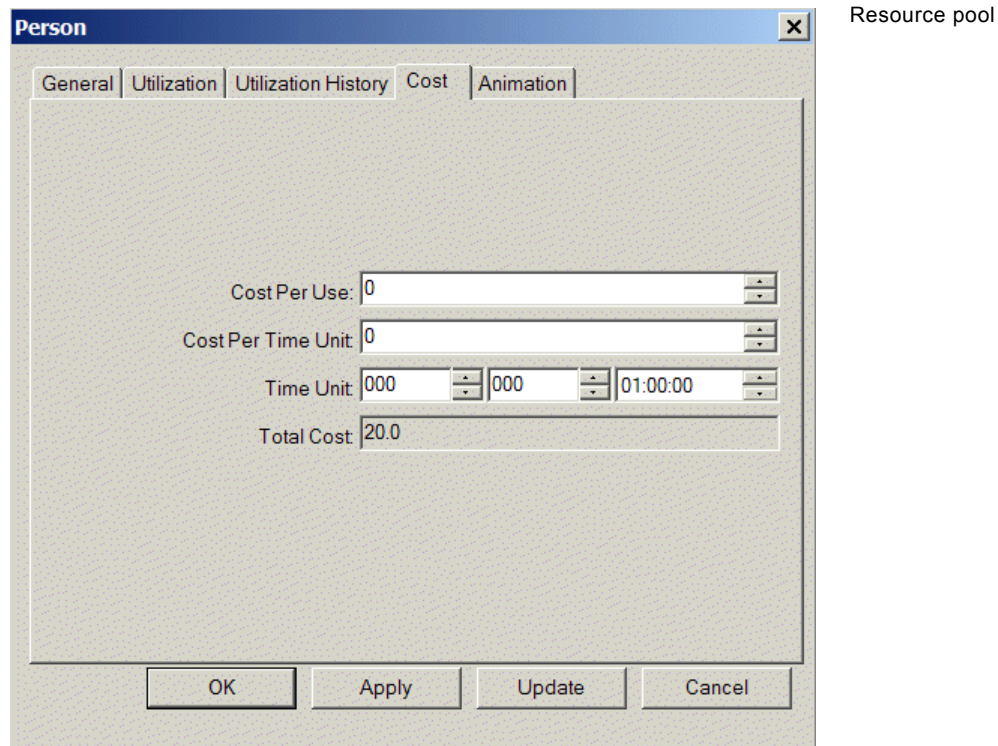 Person
Resource pool
General Utilization Utilization History Cost Animation
Cost Per Use: 0
Cost Per Time Unit: 0
Time Unit: 000 000 01:00:00
Total Cost: 20.0
OK Apply Update Cancel